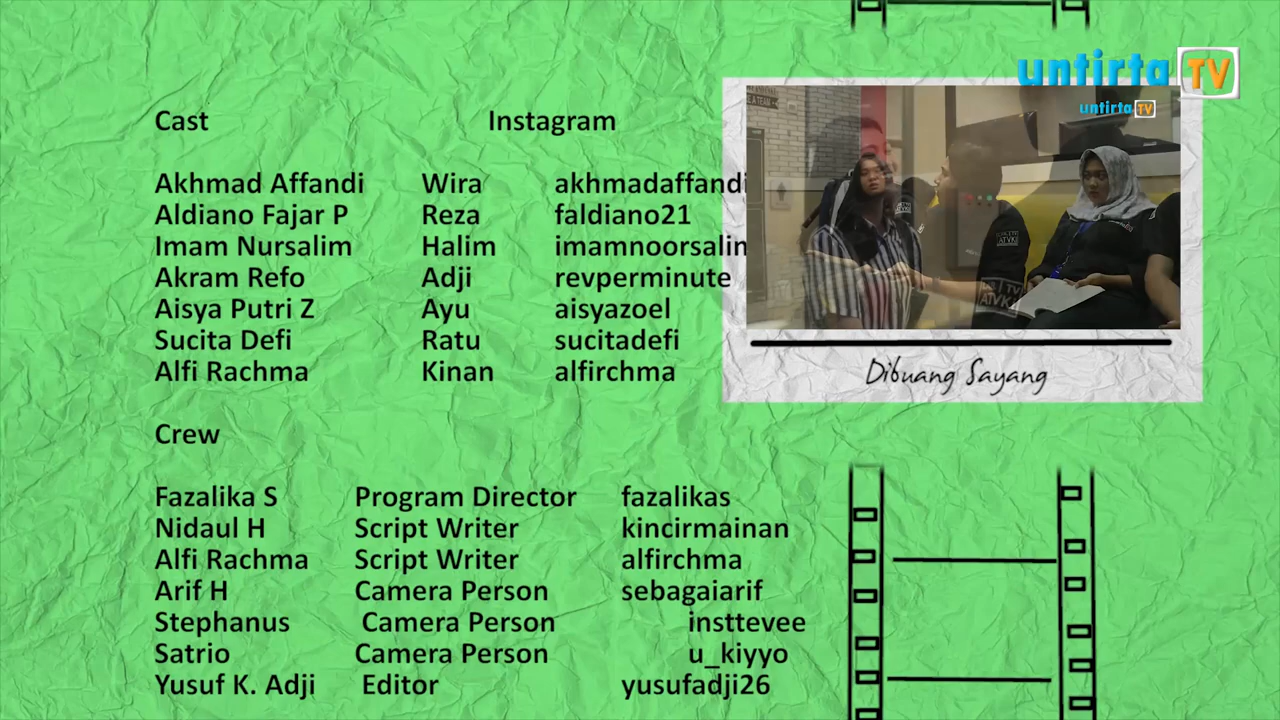 untirta TV
untirta TV
Cast Instagram
Akhmad Affandi Wira akhmadaffandi
Aldiano Fajar P Reza faldiano21
Imam Nursalim Halim imamnoorsalim
Akram Refo Adji revperminute
Aisya Putri Z Ayu aisyazoel
Sucita Defi Ratu sucitadefi
Alfi Rachma Kinan alfirchma
Dibuang Sayang
Crew
Fazalika S Program Director fazalikas
Nidaul H Script Writer kincirmainan
Alfi Rachma Script Writer alfirchma
Arif H Camera Person sebagaiarif
Stephanus Camera Person insttevee
Satrio Camera Person u_kiyyo
Yusuf K. Adji Editor yusufadji26